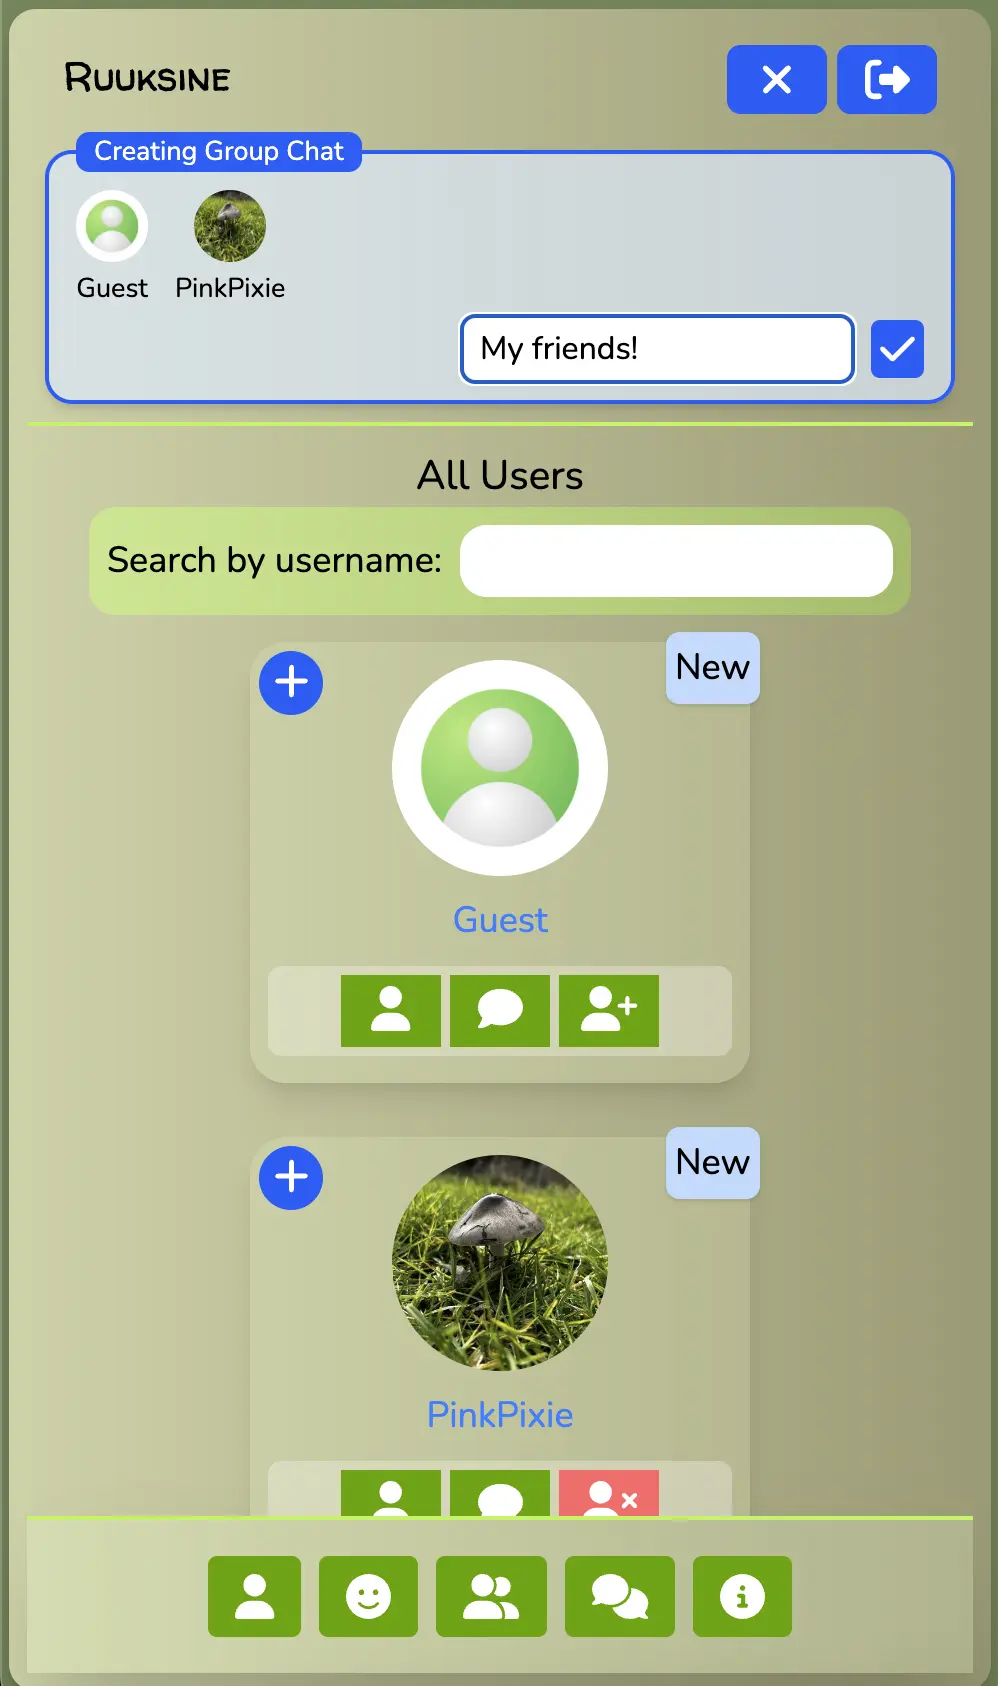 Ruuksine
Creating Group Chat
Guest PinkPixie
My friends!
All Users
Search by username:
New
Guest
New
PinkPixie